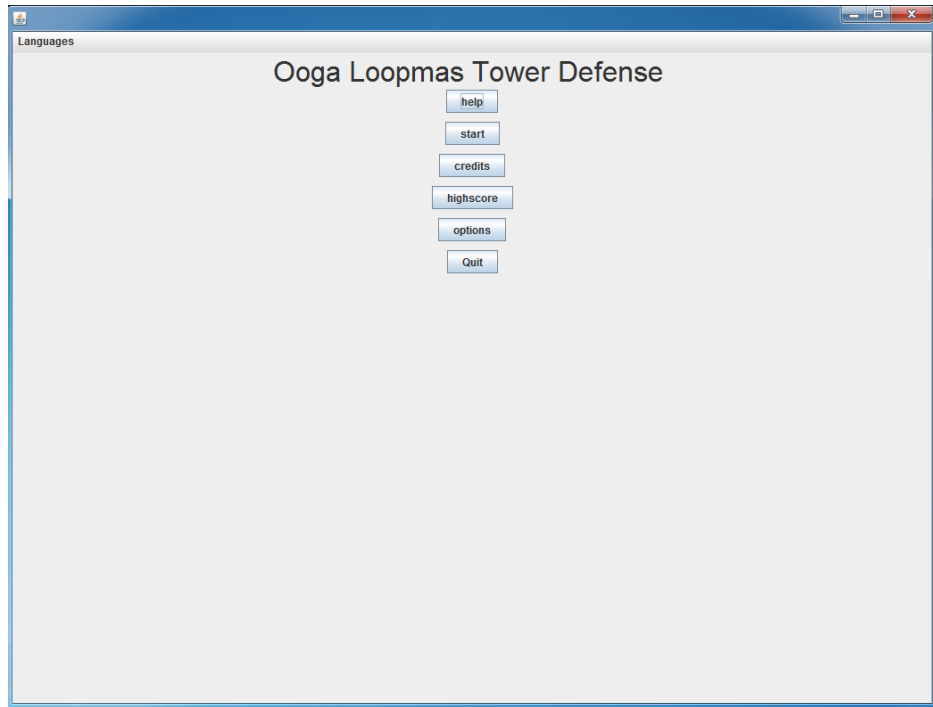 Languages
Ooga Loopmas Tower Defense
help
start
credits
highscore
options
Quit